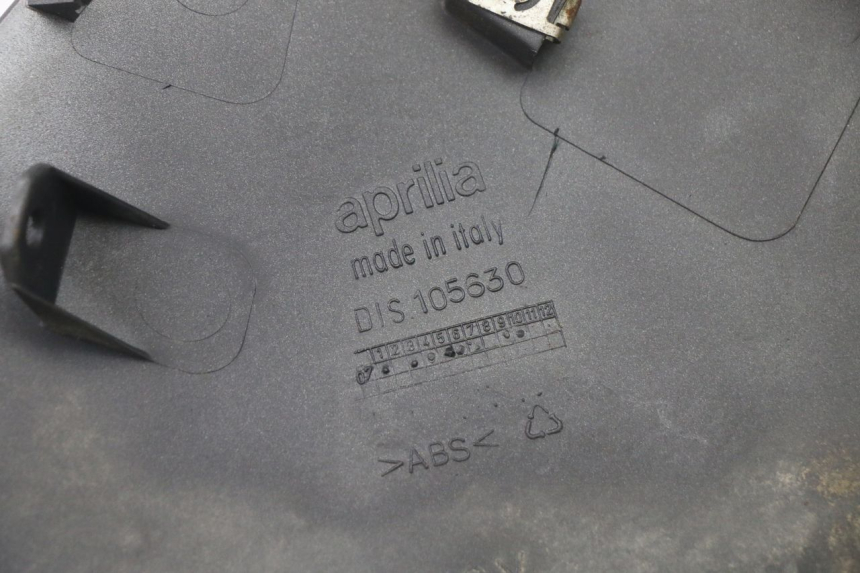 aprilia
made in italy
DIS.105630
1 2 3 4 5 6 7 8 9 10 11 12
>ABS<